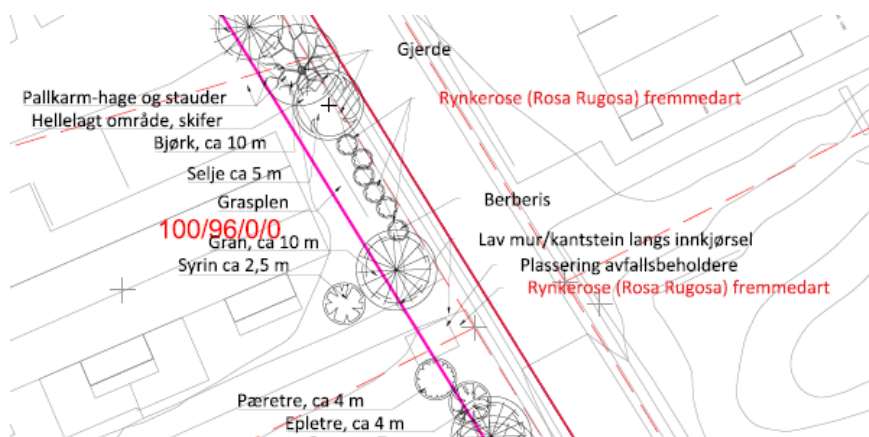 Gjerde
Pallkarm-hage og stauder
Rynkerose (Rosa Rugosa) fremmedart
Hellelagt område, skifer
Bjørk, ca 10 m
Selje ca 5 m
Grasplen
Berberis
100/96/0/0
Gran, ca 10 m
Lav mur/kantstein langs innkjørsel
Syrin ca 2,5 m
Plassering avfallsbeholdere
Rynkerose (Rosa Rugosa) fremmedart
Pæretre, ca 4 m
Epletre, ca 4 m